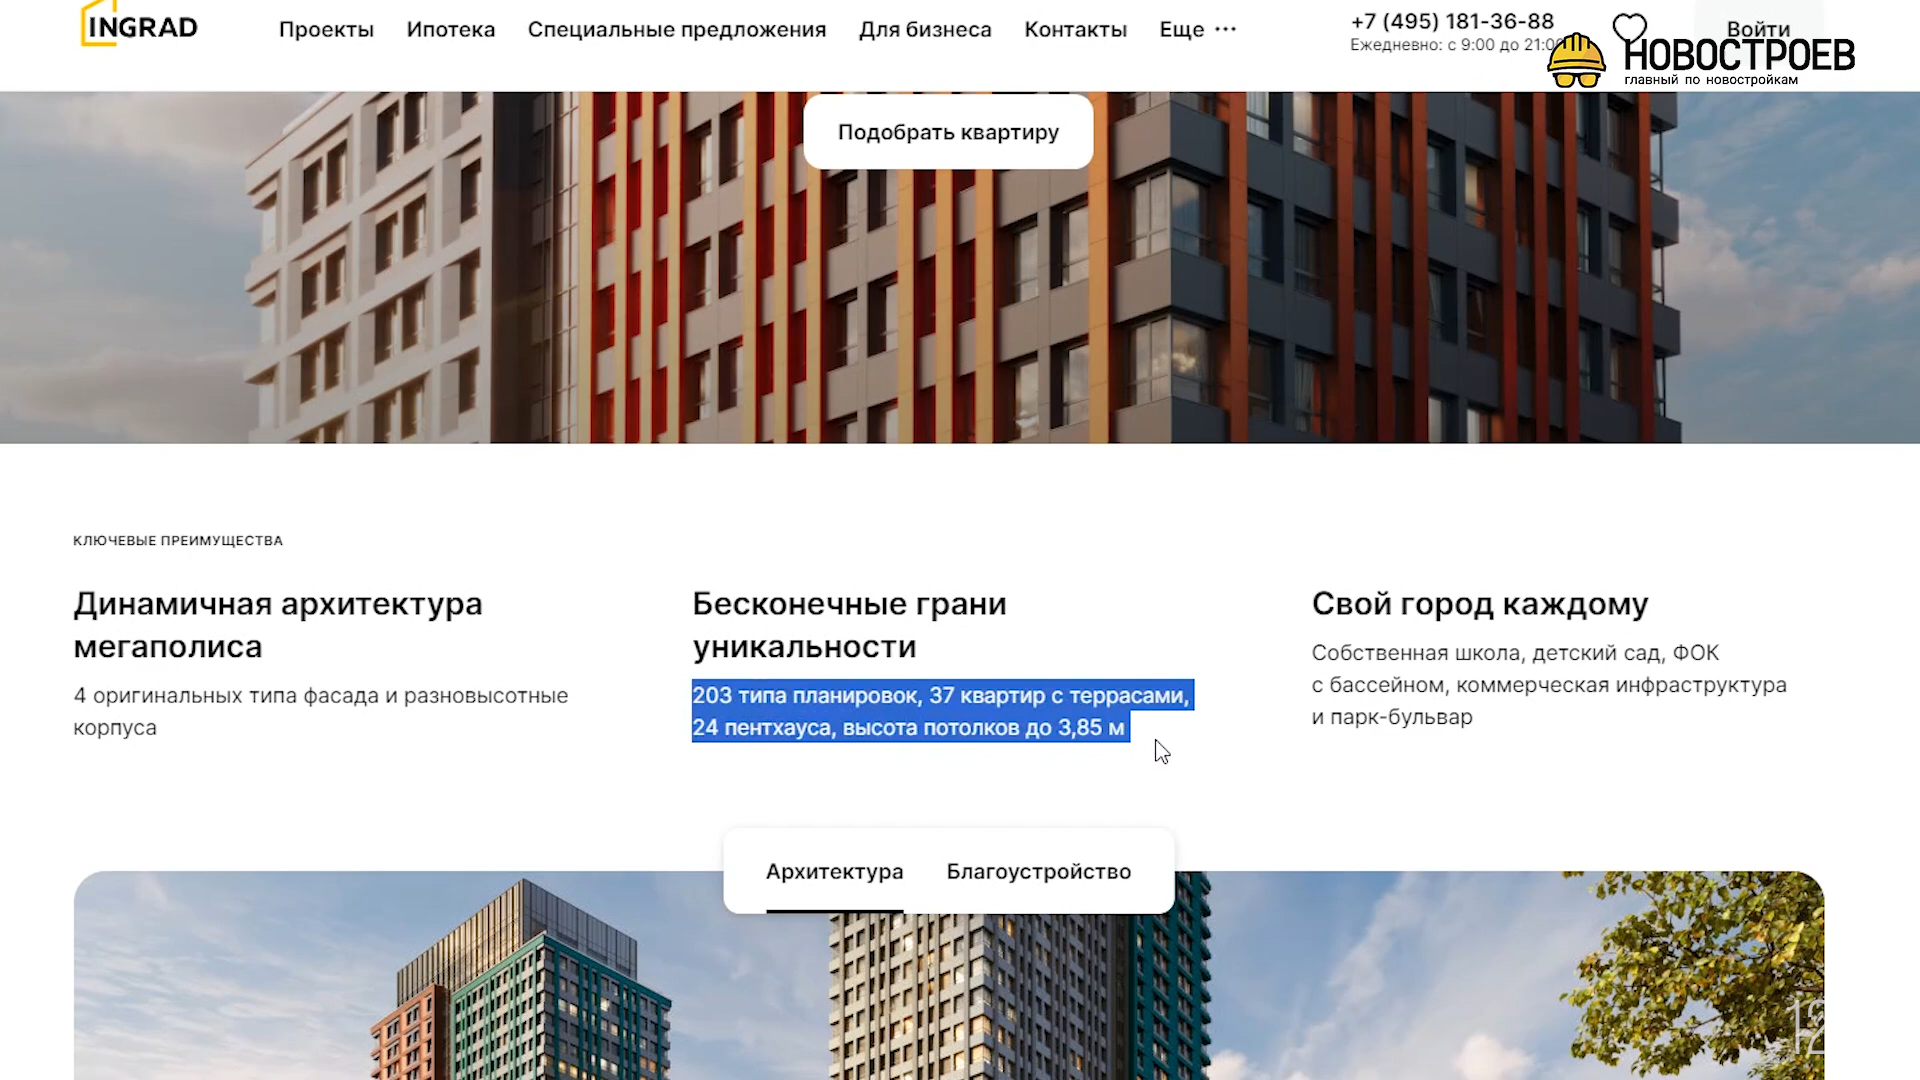 INGRAD
Проекты
Ипотека
Специальные предложения
Для бизнеса
Контакты
Еще ···
+7 (495) 181-36-88
Ежедневно: с 9:00 до 21:00
Войти
НОВОСТРОЕВ
главный по новостройкам
Подобрать квартиру
КЛЮЧЕВЫЕ ПРЕИМУЩЕСТВА
Динамичная архитектура
мегаполиса
4 оригинальных типа фасада и разновысотные
корпуса
Бесконечные грани
уникальности
203 типа планировок, 37 квартир с террасами,
24 пентхауса, высота потолков до 3,85 м
Свой город каждому
Собственная школа, детский сад, ФОК
с бассейном, коммерческая инфраструктура
и парк-бульвар
Архитектура
Благоустройство